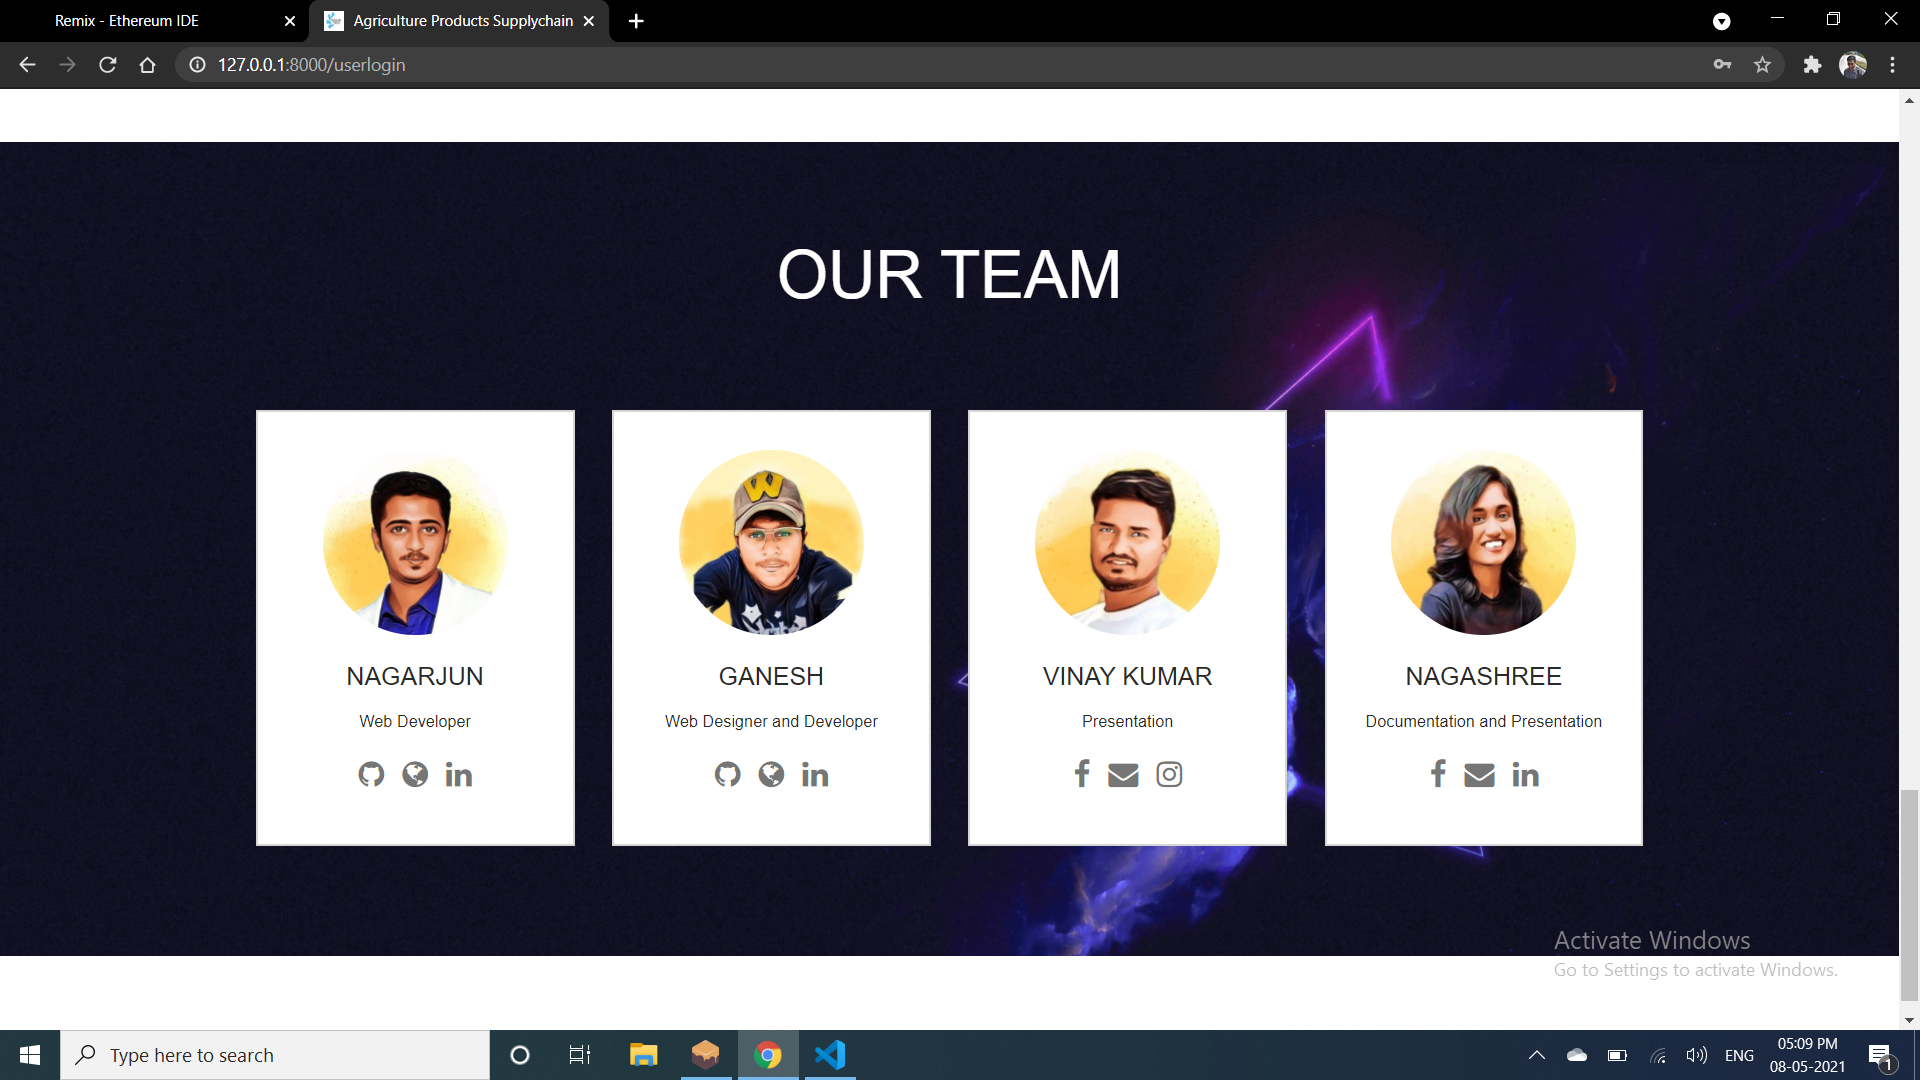 Remix - Ethereum IDE
Agriculture Products Supplychain
127.0.0.1:8000/userlogin
OUR TEAM
W
NAGARJUN
Web Developer
GANESH
Web Designer and Developer
VINAY KUMAR
Presentation
NAGASHREE
Documentation and Presentation
Activate Windows
Go to Settings to activate Windows.
Type here to search
ENG
05:09 PM
08-05-2021
1